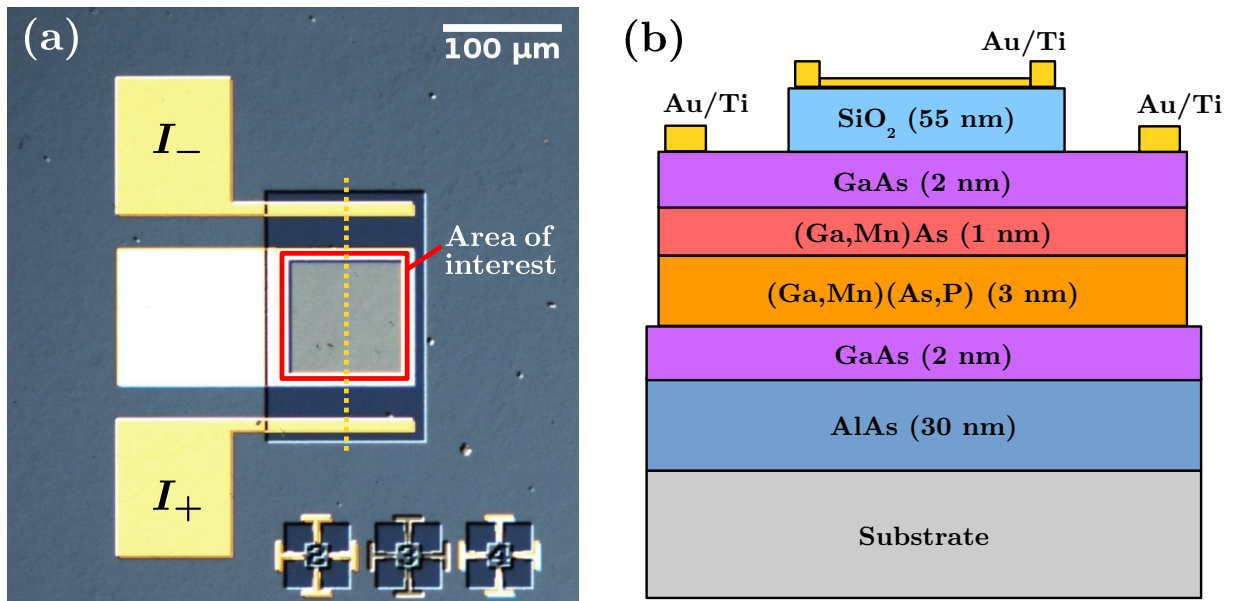 (a)
100 µm
I−
Area of
interest
I+
2
3
4
(b)
Au/Ti
Au/Ti
Au/Ti
SiO2 (55 nm)
GaAs (2 nm)
(Ga,Mn)As (1 nm)
(Ga,Mn)(As,P) (3 nm)
GaAs (2 nm)
AlAs (30 nm)
Substrate